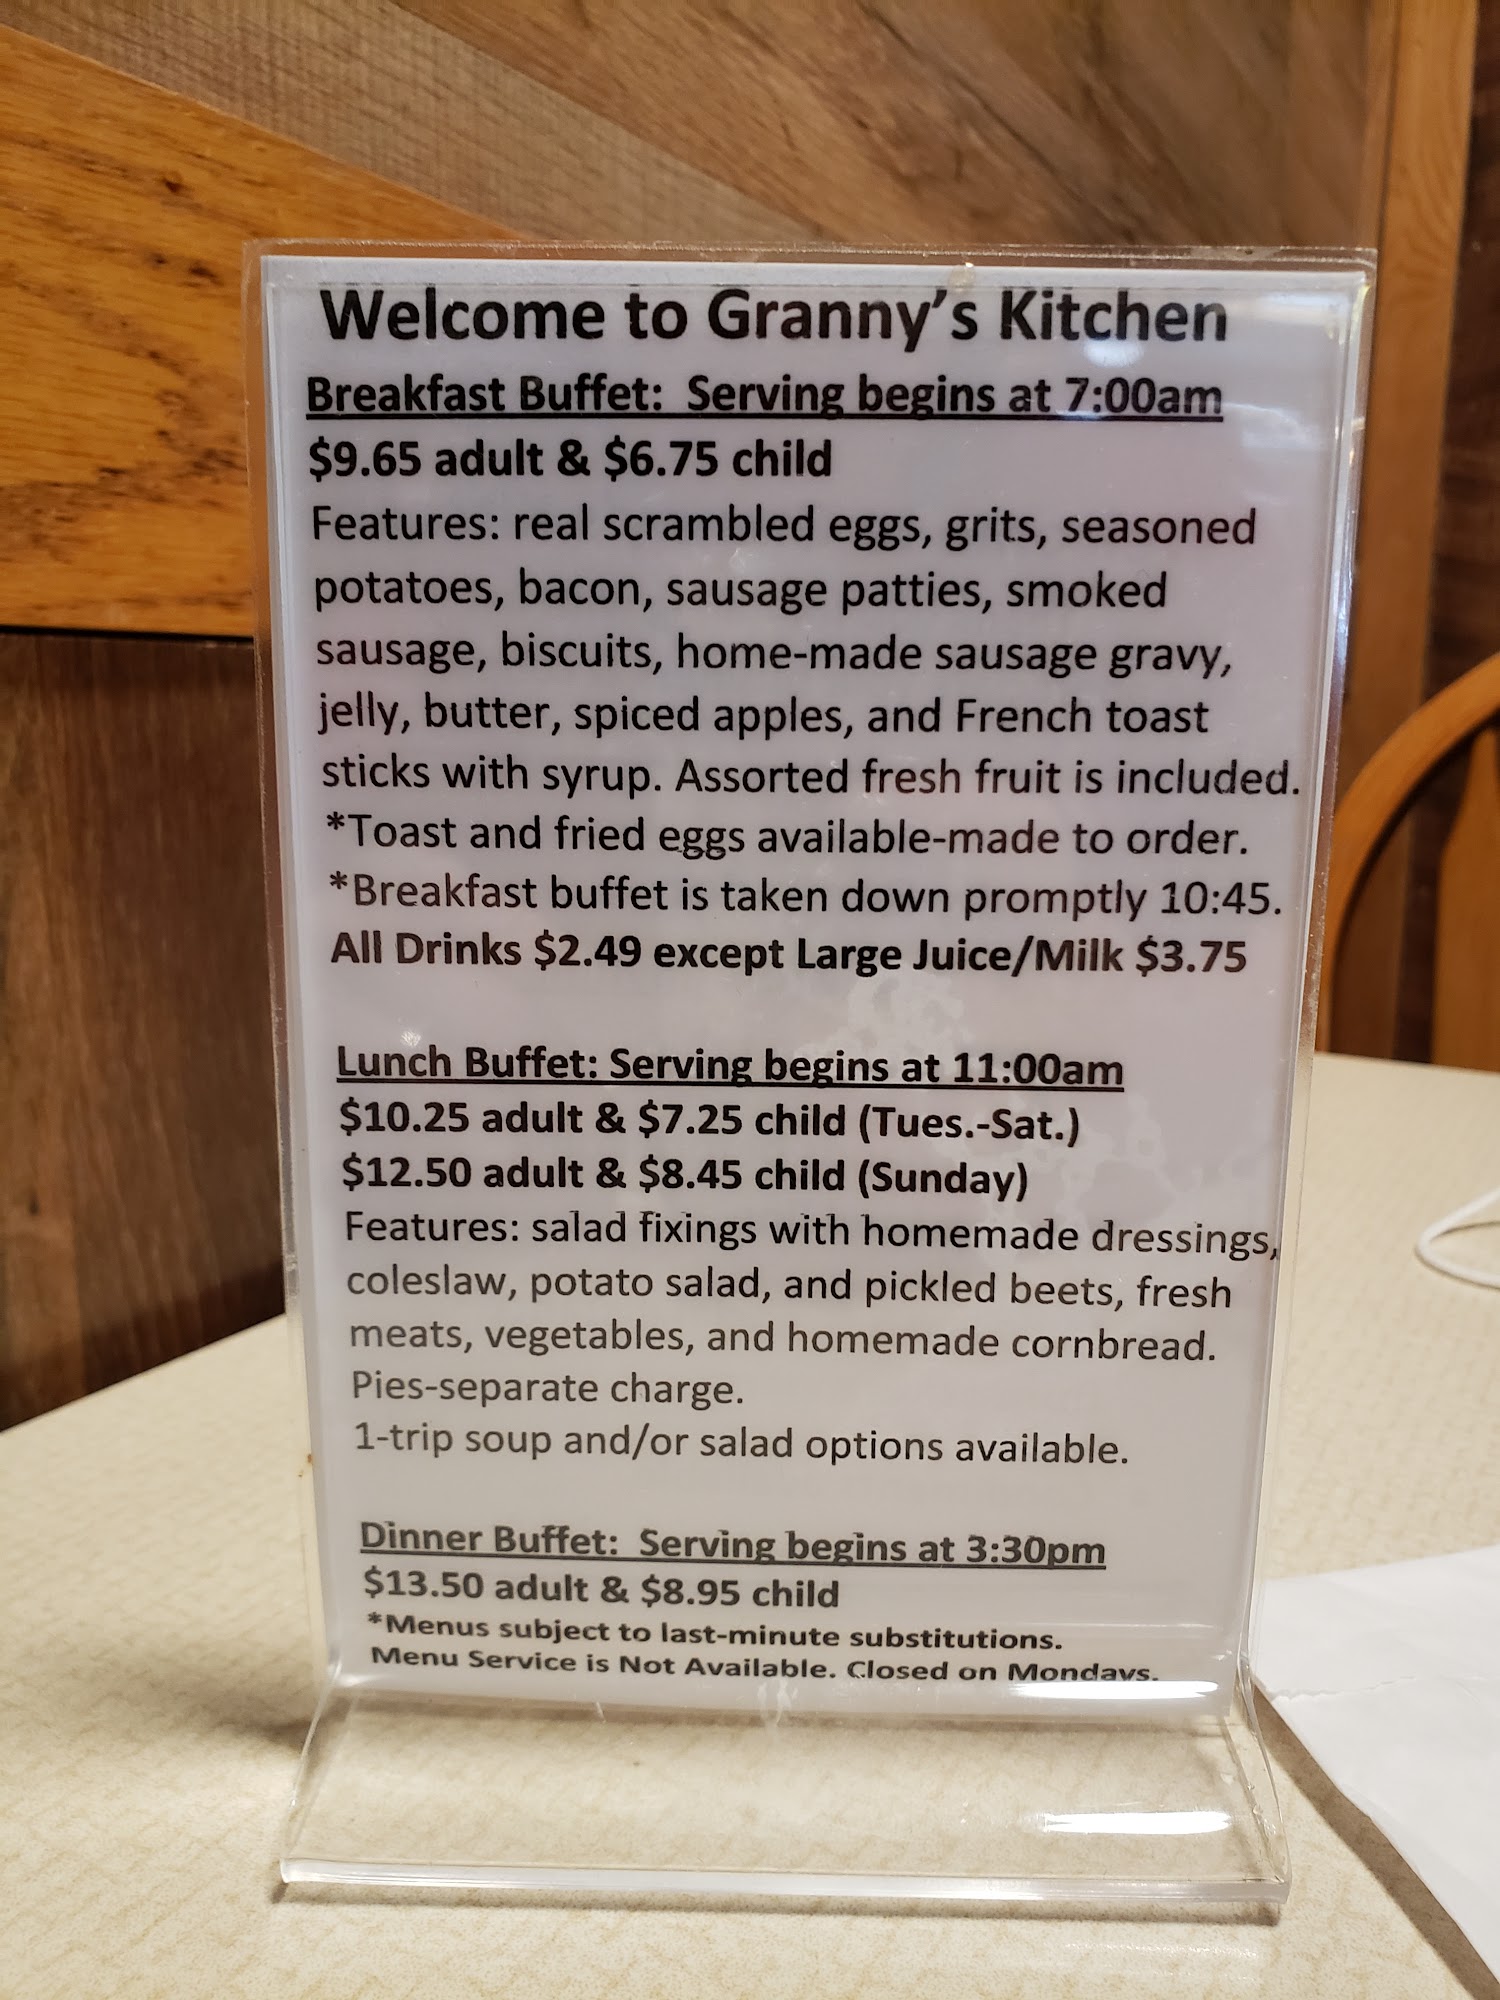 Welcome to Granny's Kitchen
Breakfast Buffet: Serving begins at 7:00am
$9.65 adult & $6.75 child
Features: real scrambled eggs, grits, seasoned
potatoes, bacon, sausage patties, smoked
sausage, biscuits, home-made sausage gravy,
jelly, butter, spiced apples, and French toast
sticks with syrup. Assorted fresh fruit is included.
*Toast and fried eggs available-made to order.
*Breakfast buffet is taken down promptly 10:45.
All Drinks $2.49 except Large Juice/Milk $3.75
Lunch Buffet: Serving begins at 11:00am
$10.25 adult & $7.25 child (Tues.-Sat.)
$12.50 adult & $8.45 child (Sunday)
Features: salad fixings with homemade dressings,
coleslaw, potato salad, and pickled beets, fresh
meats, vegetables, and homemade cornbread.
Pies-separate charge.
1-trip soup and/or salad options available.
Dinner Buffet: Serving begins at 3:30pm
$13.50 adult & $8.95 child
*Menus subject to last-minute substitutions.
Menu Service is Not Available. Closed on Mondays.